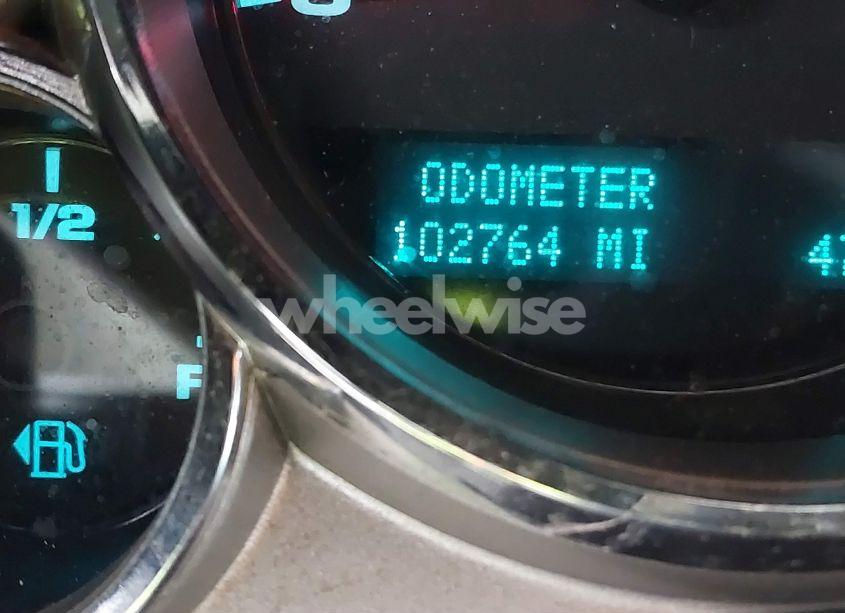 ODOMETER
102764 MI
1/2
F
wheelwise